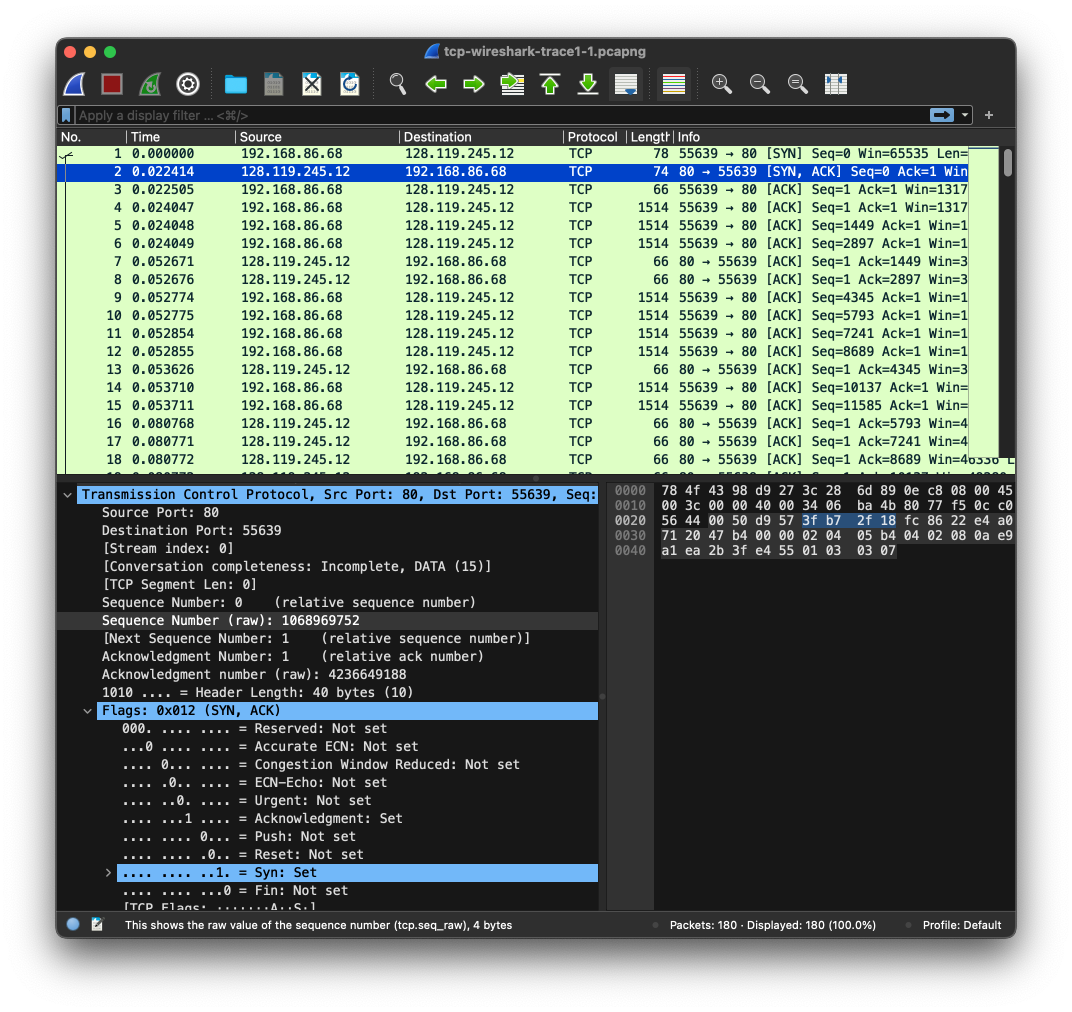 tcp-wireshark-trace1-1.pcapng
Apply a display filter … <⌘/>
No. Time Source Destination Protocol Length Info
1 0.000000 192.168.86.68 128.119.245.12 TCP 78 55639 → 80 [SYN] Seq=0 Win=65535 Len=
2 0.022414 128.119.245.12 192.168.86.68 TCP 74 80 → 55639 [SYN, ACK] Seq=0 Ack=1 Win
3 0.022505 192.168.86.68 128.119.245.12 TCP 66 55639 → 80 [ACK] Seq=1 Ack=1 Win=1317
4 0.024047 192.168.86.68 128.119.245.12 TCP 1514 55639 → 80 [ACK] Seq=1 Ack=1 Win=1317
5 0.024048 192.168.86.68 128.119.245.12 TCP 1514 55639 → 80 [ACK] Seq=1449 Ack=1 Win=1
6 0.024049 192.168.86.68 128.119.245.12 TCP 1514 55639 → 80 [ACK] Seq=2897 Ack=1 Win=1
7 0.052671 128.119.245.12 192.168.86.68 TCP 66 80 → 55639 [ACK] Seq=1 Ack=1449 Win=3
8 0.052676 128.119.245.12 192.168.86.68 TCP 66 80 → 55639 [ACK] Seq=1 Ack=2897 Win=3
9 0.052774 192.168.86.68 128.119.245.12 TCP 1514 55639 → 80 [ACK] Seq=4345 Ack=1 Win=1
10 0.052775 192.168.86.68 128.119.245.12 TCP 1514 55639 → 80 [ACK] Seq=5793 Ack=1 Win=1
11 0.052854 192.168.86.68 128.119.245.12 TCP 1514 55639 → 80 [ACK] Seq=7241 Ack=1 Win=1
12 0.052855 192.168.86.68 128.119.245.12 TCP 1514 55639 → 80 [ACK] Seq=8689 Ack=1 Win=1
13 0.053626 128.119.245.12 192.168.86.68 TCP 66 80 → 55639 [ACK] Seq=1 Ack=4345 Win=3
14 0.053710 192.168.86.68 128.119.245.12 TCP 1514 55639 → 80 [ACK] Seq=10137 Ack=1 Win=
15 0.053711 192.168.86.68 128.119.245.12 TCP 1514 55639 → 80 [ACK] Seq=11585 Ack=1 Win=
16 0.080768 128.119.245.12 192.168.86.68 TCP 66 80 → 55639 [ACK] Seq=1 Ack=5793 Win=4
17 0.080771 128.119.245.12 192.168.86.68 TCP 66 80 → 55639 [ACK] Seq=1 Ack=7241 Win=4
18 0.080772 128.119.245.12 192.168.86.68 TCP 66 80 → 55639 [ACK] Seq=1 Ack=8689 Win=46336 L
Transmission Control Protocol, Src Port: 80, Dst Port: 55639, Seq:
Source Port: 80
Destination Port: 55639
[Stream index: 0]
[Conversation completeness: Incomplete, DATA (15)]
[TCP Segment Len: 0]
Sequence Number: 0 (relative sequence number)
Sequence Number (raw): 1068969752
[Next Sequence Number: 1 (relative sequence number)]
Acknowledgment Number: 1 (relative ack number)
Acknowledgment number (raw): 4236649188
1010 .... = Header Length: 40 bytes (10)
Flags: 0x012 (SYN, ACK)
000. .... .... = Reserved: Not set
...0 .... .... = Accurate ECN: Not set
.... 0... .... = Congestion Window Reduced: Not set
.... .0.. .... = ECN-Echo: Not set
.... ..0. .... = Urgent: Not set
.... ...1 .... = Acknowledgment: Set
.... .... 0... = Push: Not set
.... .... .0.. = Reset: Not set
.... .... ..1. = Syn: Set
.... .... ...0 = Fin: Not set
[TCP Flags: ·······A··S·]
0000 78 4f 43 98 d9 27 3c 28 6d 89 0e c8 08 00 45
0010 00 3c 00 00 40 00 34 06 ba 4b 80 77 f5 0c c0
0020 56 44 00 50 d9 57 3f b7 2f 18 fc 86 22 e4 a0
0030 71 20 47 b4 00 00 02 04 05 b4 04 02 08 0a e9
0040 a1 ea 2b 3f e4 55 01 03 03 07
This shows the raw value of the sequence number (tcp.seq_raw), 4 bytes
Packets: 180 · Displayed: 180 (100.0%)
Profile: Default